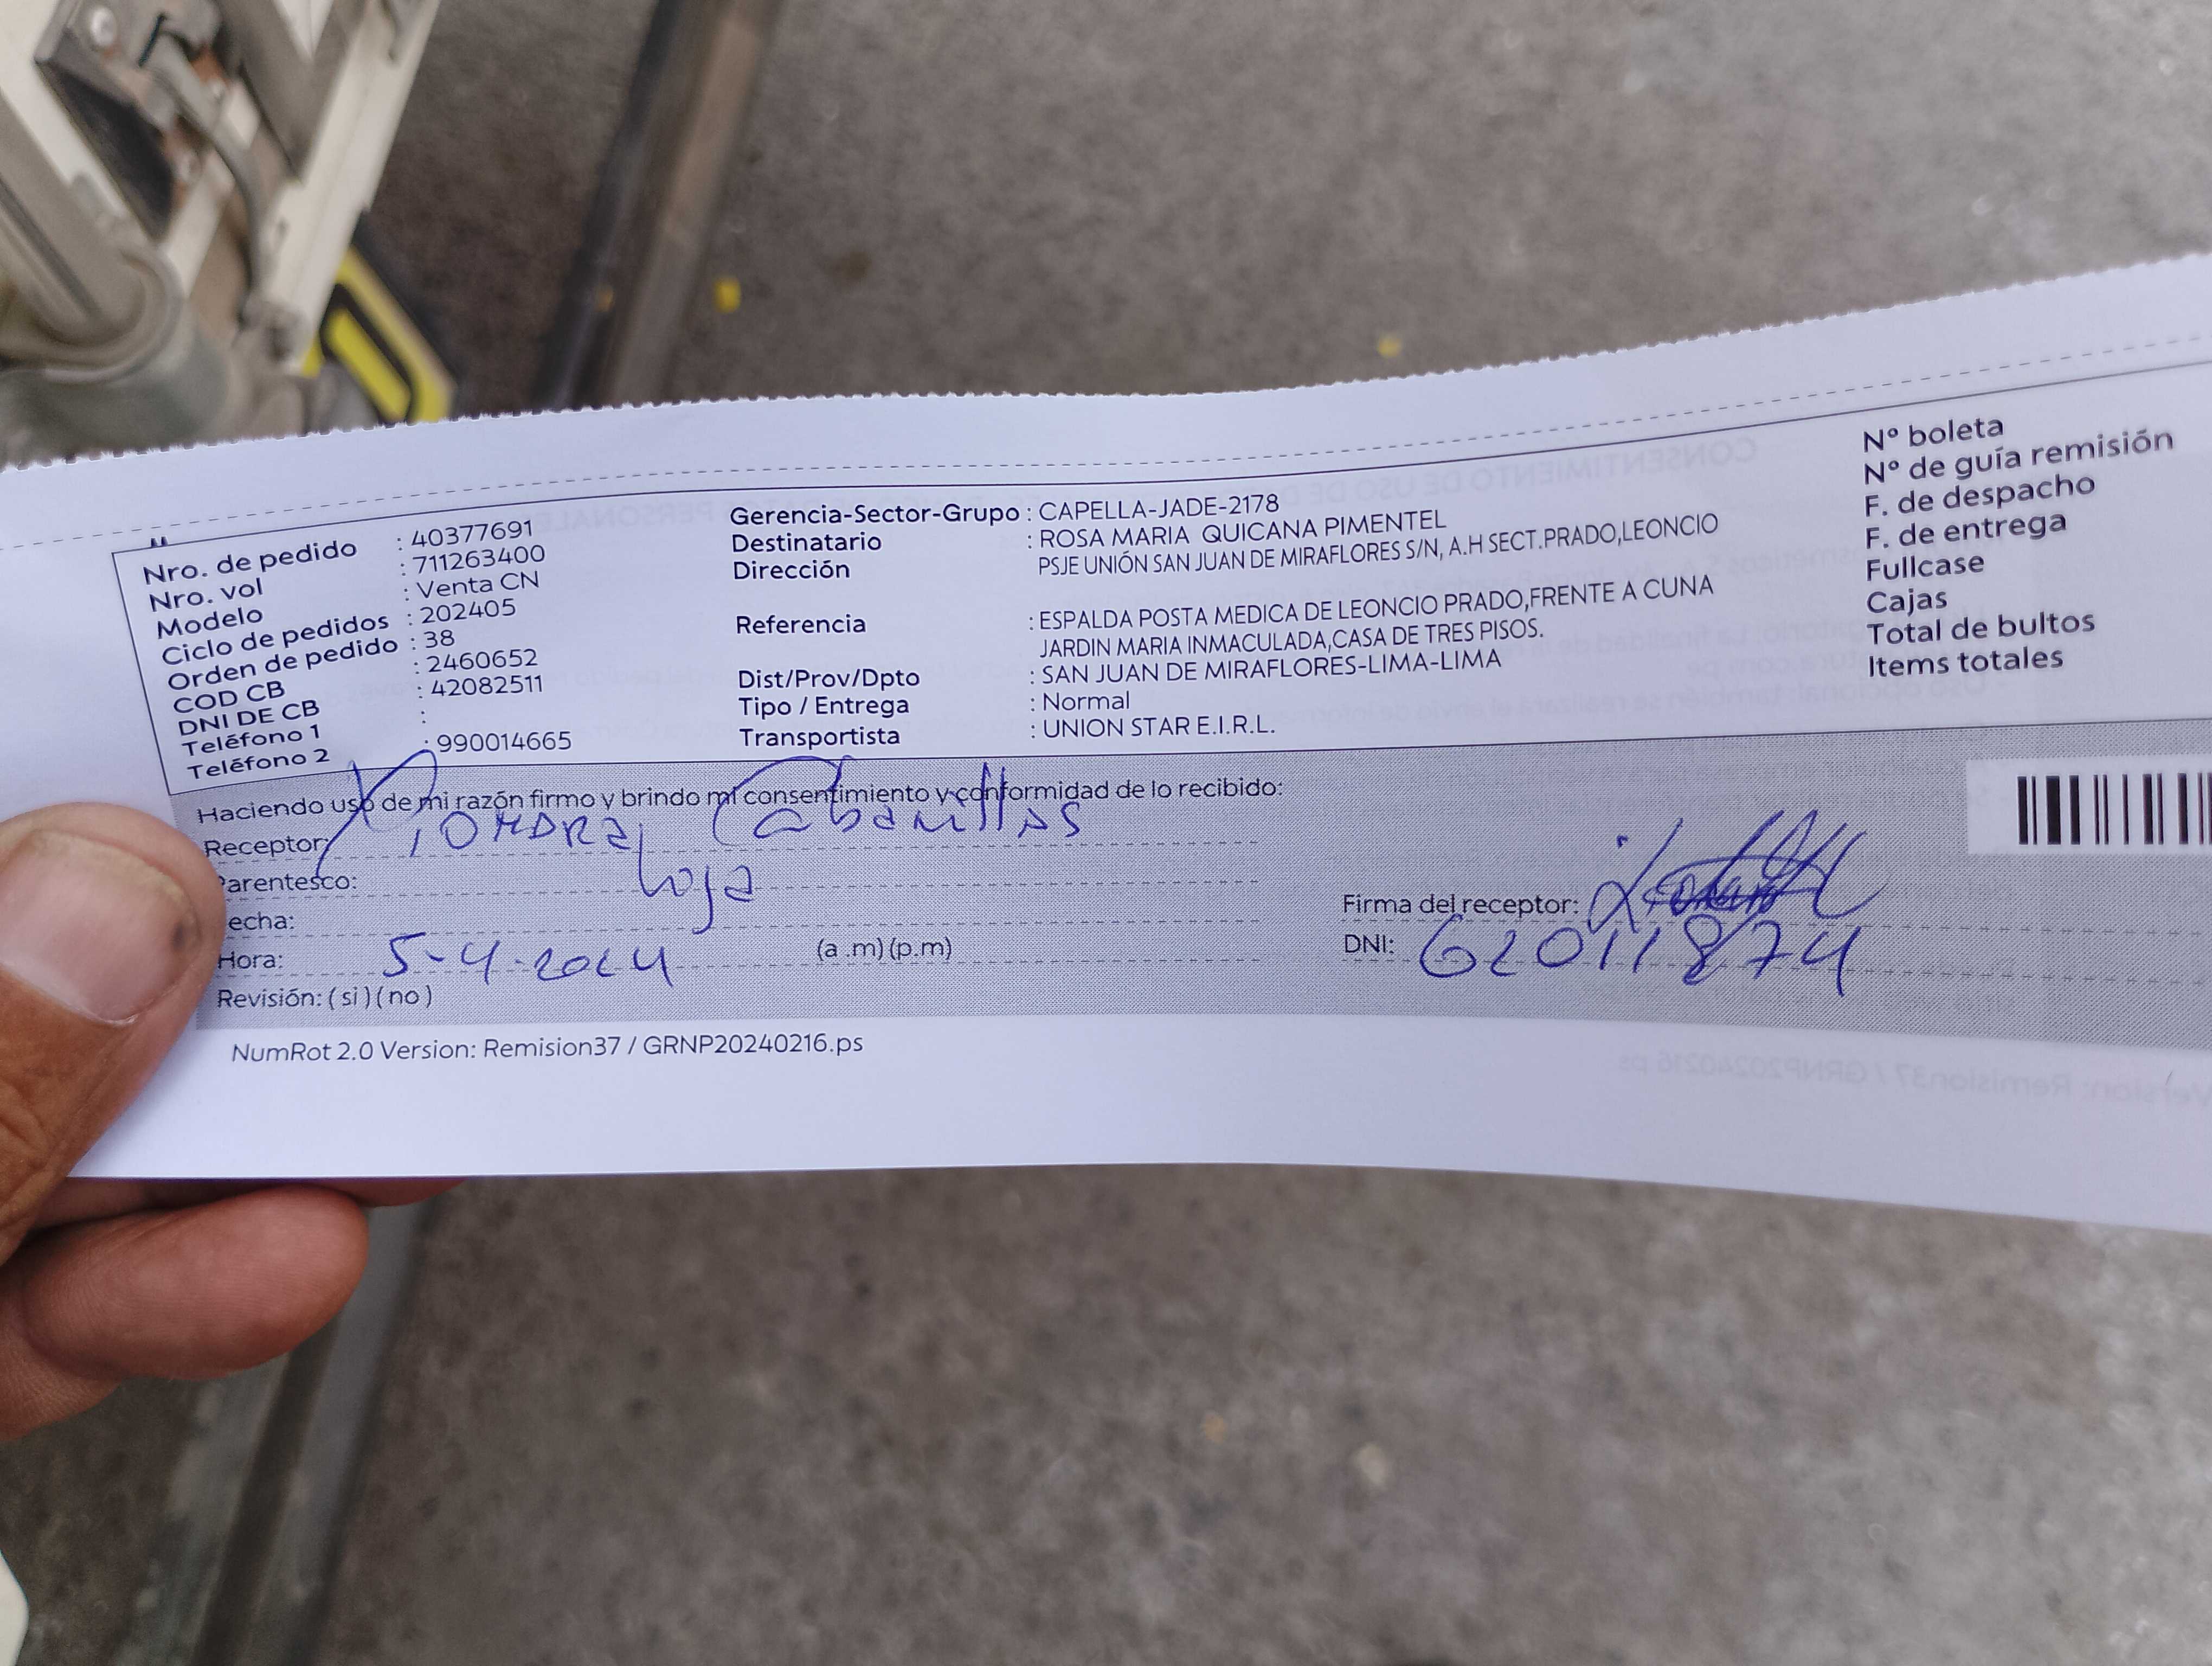 Nro. de pedido : 40377691
Nro. vol : 711263400
Modelo : Venta CN
Ciclo de pedidos : 202405
Orden de pedido : 38
COD CB : 2460652
DNI DE CB : 42082511
Teléfono 1 :
Teléfono 2 : 990014665
Gerencia-Sector-Grupo : CAPELLA-JADE-2178
Destinatario : ROSA MARIA QUICANA PIMENTEL
Dirección PSJE UNIÓN SAN JUAN DE MIRAFLORES S/N, A.H SECT.PRADO,LEONCIO
Referencia : ESPALDA POSTA MEDICA DE LEONCIO PRADO,FRENTE A CUNA
JARDIN MARIA INMACULADA,CASA DE TRES PISOS.
Dist/Prov/Dpto : SAN JUAN DE MIRAFLORES-LIMA-LIMA
Tipo / Entrega : Normal
Transportista : UNION STAR E.I.R.L.
Nº boleta
Nº de guía remisión
F. de despacho
F. de entrega
Fullcase
Cajas
Total de bultos
Items totales
Haciendo uso de mi razón firmo y brindo mi consentimiento y conformidad de lo recibido:
Receptor: Cabanillas
Parentesco:
echa:
Hora: 5-4-2024 (a .m) (p.m)
Revisión: ( si ) ( no )
Firma del receptor:
DNI: 62011874
NumRot 2.0 Version: Remision37 / GRNP20240216.ps